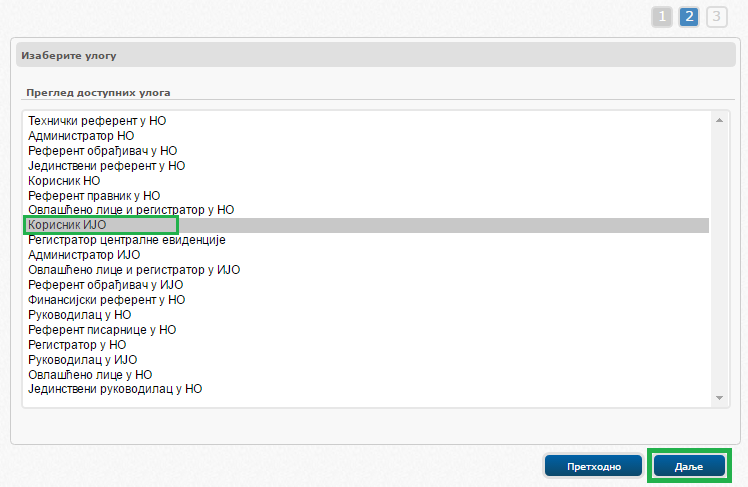 1 2 3
Изаберите улогу
Преглед доступних улога
Технички референт у НО
Администратор НО
Референт обрађивач у НО
Јединствени референт у НО
Корисник НО
Референт правник у НО
Овлашћено лице и регистратор у НО
Корисник ИЈО
Регистратор централне евиденције
Администратор ИЈО
Овлашћено лице и регистратор у ИЈО
Референт обрађивач у ИЈО
Финансијски референт у НО
Руководилац у НО
Референт писарнице у НО
Регистратор у НО
Руководилац у ИЈО
Овлашћено лице у НО
Јединствени руководилац у НО
Претходно Даље